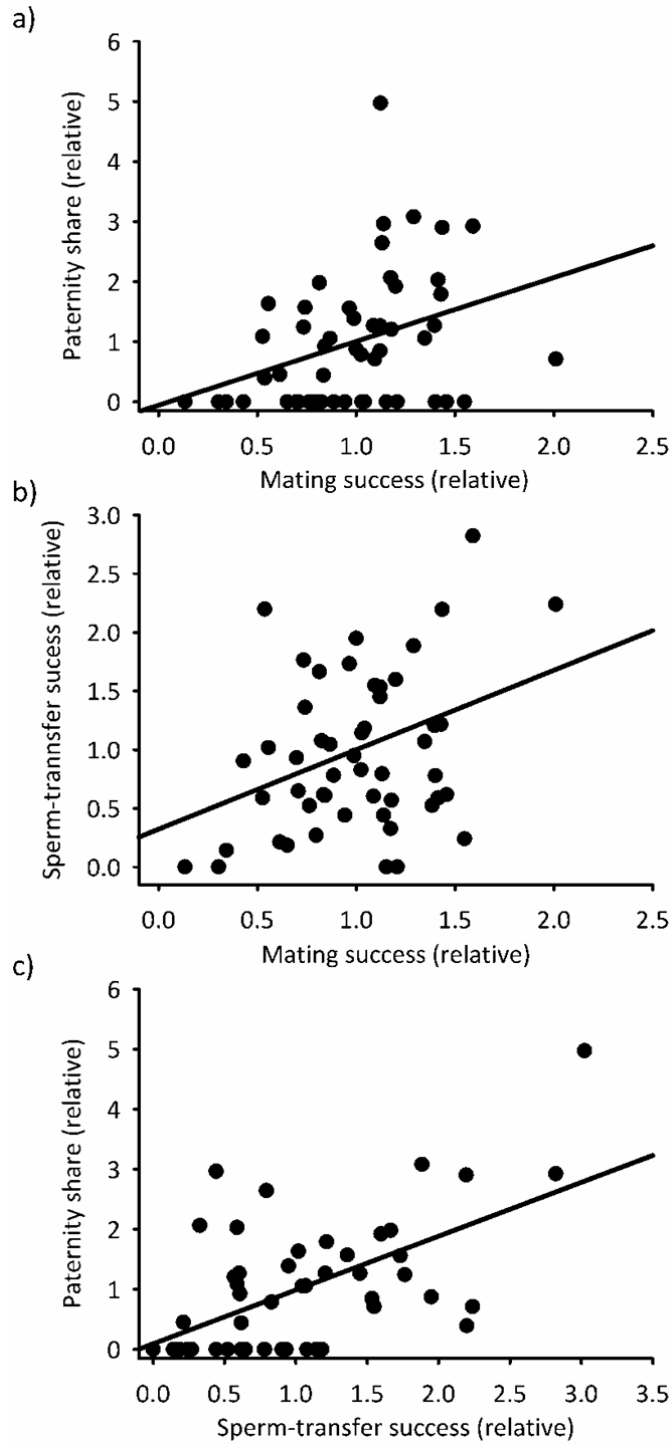 a)
Paternity share (relative)
6
5
4
3
2
1
0
0.0 0.5 1.0 1.5 2.0 2.5
Mating success (relative)
b)
Sperm-trannsfer sucess (relative)
3.0
2.5
2.0
1.5
1.0
0.5
0.0
0.0 0.5 1.0 1.5 2.0 2.5
Mating success (relative)
c)
Paternity share (relative)
6
5
4
3
2
1
0
0.0 0.5 1.0 1.5 2.0 2.5 3.0 3.5
Sperm-transfer success (relative)